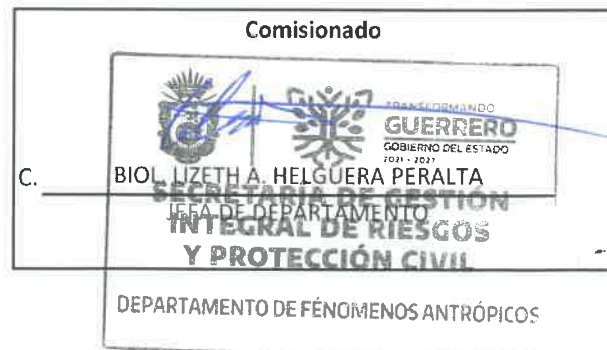 Comisionado
TRANSFORMANDO
GUERRERO
GOBIERNO DEL ESTADO
2021 - 2027
C. BIOL. LIZETH A. HELGUERA PERALTA
SECRETARÍA DE GESTIÓN
JEFA DE DEPARTAMENTO
INTEGRAL DE RIESGOS
Y PROTECCIÓN CIVIL
DEPARTAMENTO DE FÉNOMENOS ANTRÓPICOS